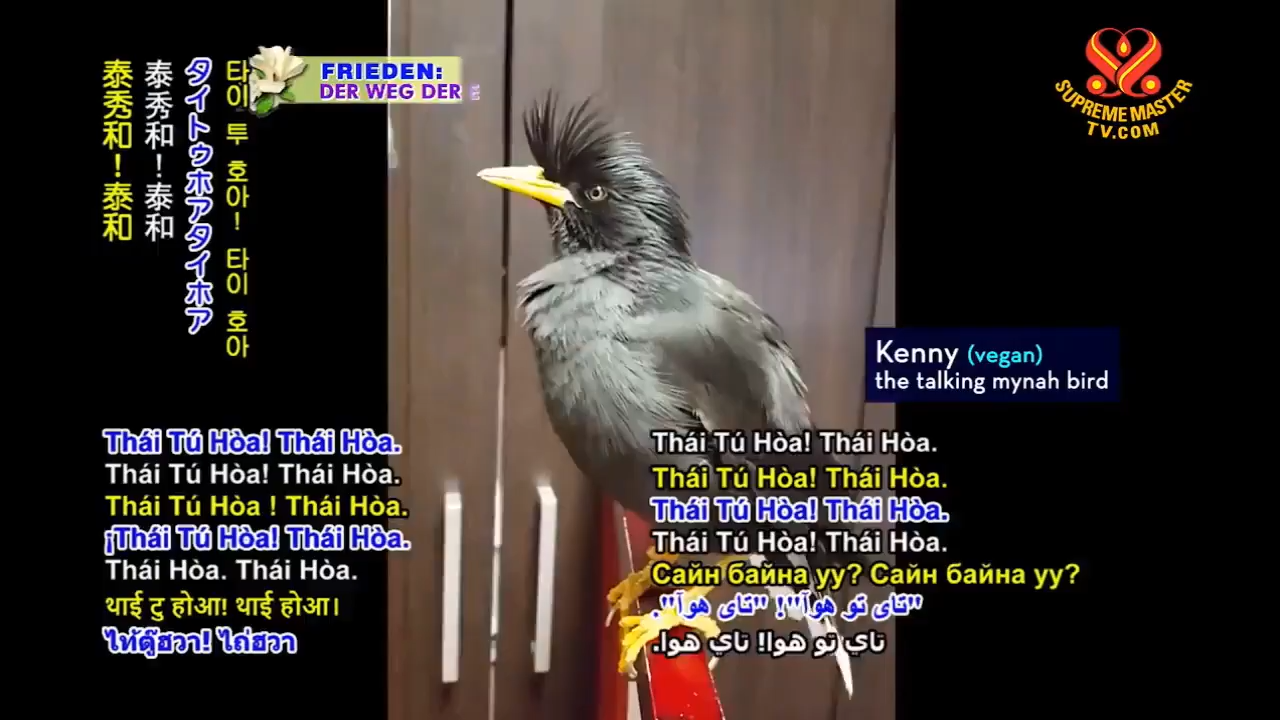 泰秀和！泰和
泰秀和！泰和
タイトゥホアタイホア
타이 투 호아! 타이 호아
FRIEDEN:
DER WEG DER
SUPREME MASTER
TV.COM
Kenny (vegan)
the talking mynah bird
Thái Tú Hòa! Thái Hòa.
Thái Tú Hòa! Thái Hòa.
Thái Tú Hòa ! Thái Hòa.
¡Thái Tú Hòa! Thái Hòa.
Thái Hòa. Thái Hòa.
थाई टु होआ! थाई होआ।
ไท้ตู๊ฮวา! ไถ่ฮวา
Thái Tú Hòa! Thái Hòa.
Thái Tú Hòa! Thái Hòa.
Thái Tú Hòa! Thái Hòa.
Thái Tú Hòa! Thái Hòa.
Сайн байна уу? Сайн байна уу?
"تای تو هوآ"! "تای هوآ".
تاي تو هوا! تاي هوا.